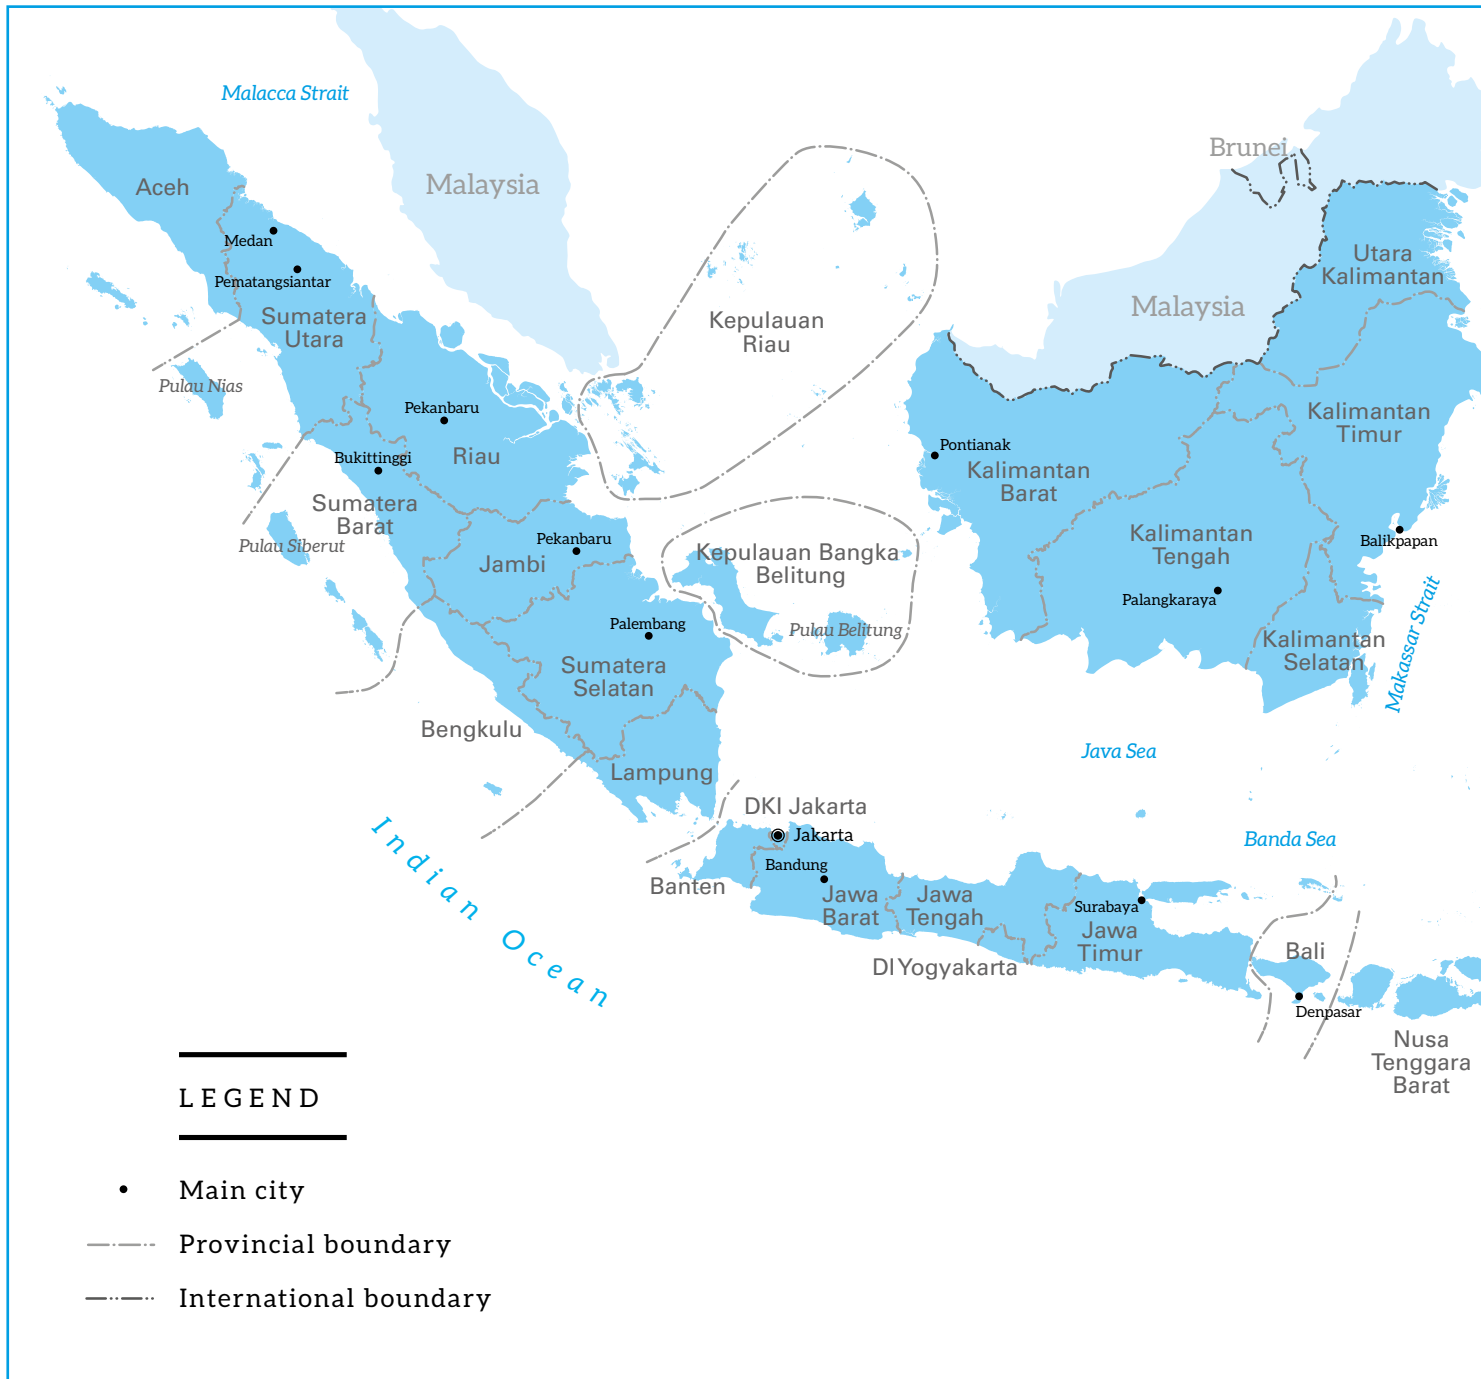 Malacca Strait
Brunei
Malaysia
Aceh
Medan
Utara
Kalimantan
Pematangsiantar
Malaysia
Sumatera
Utara
Kepulauan
Riau
Pulau Nias
Pekanbaru
Kalimantan
Timur
Pontianak
Bukittinggi
Riau
Kalimantan
Barat
Sumatera
Barat
Pulau Siberut
Pekanbaru
Jambi
Kepulauan Bangka
Belitung
Kalimantan
Tengah
Balikpapan
Palangkaraya
Makassar Strait
Palembang
Pulau Belitung
Kalimantan
Selatan
Sumatera
Selatan
Bengkulu
Java Sea
Lampung
DKI Jakarta
Jakarta
Banda Sea
Indian Ocean
Bandung
Banten
Jawa
Barat
Jawa
Tengah
Surabaya
Jawa
Timur
DI Yogyakarta
Bali
Denpasar
Nusa
Tenggara
Barat
LEGEND
Main city
Provincial boundary
International boundary